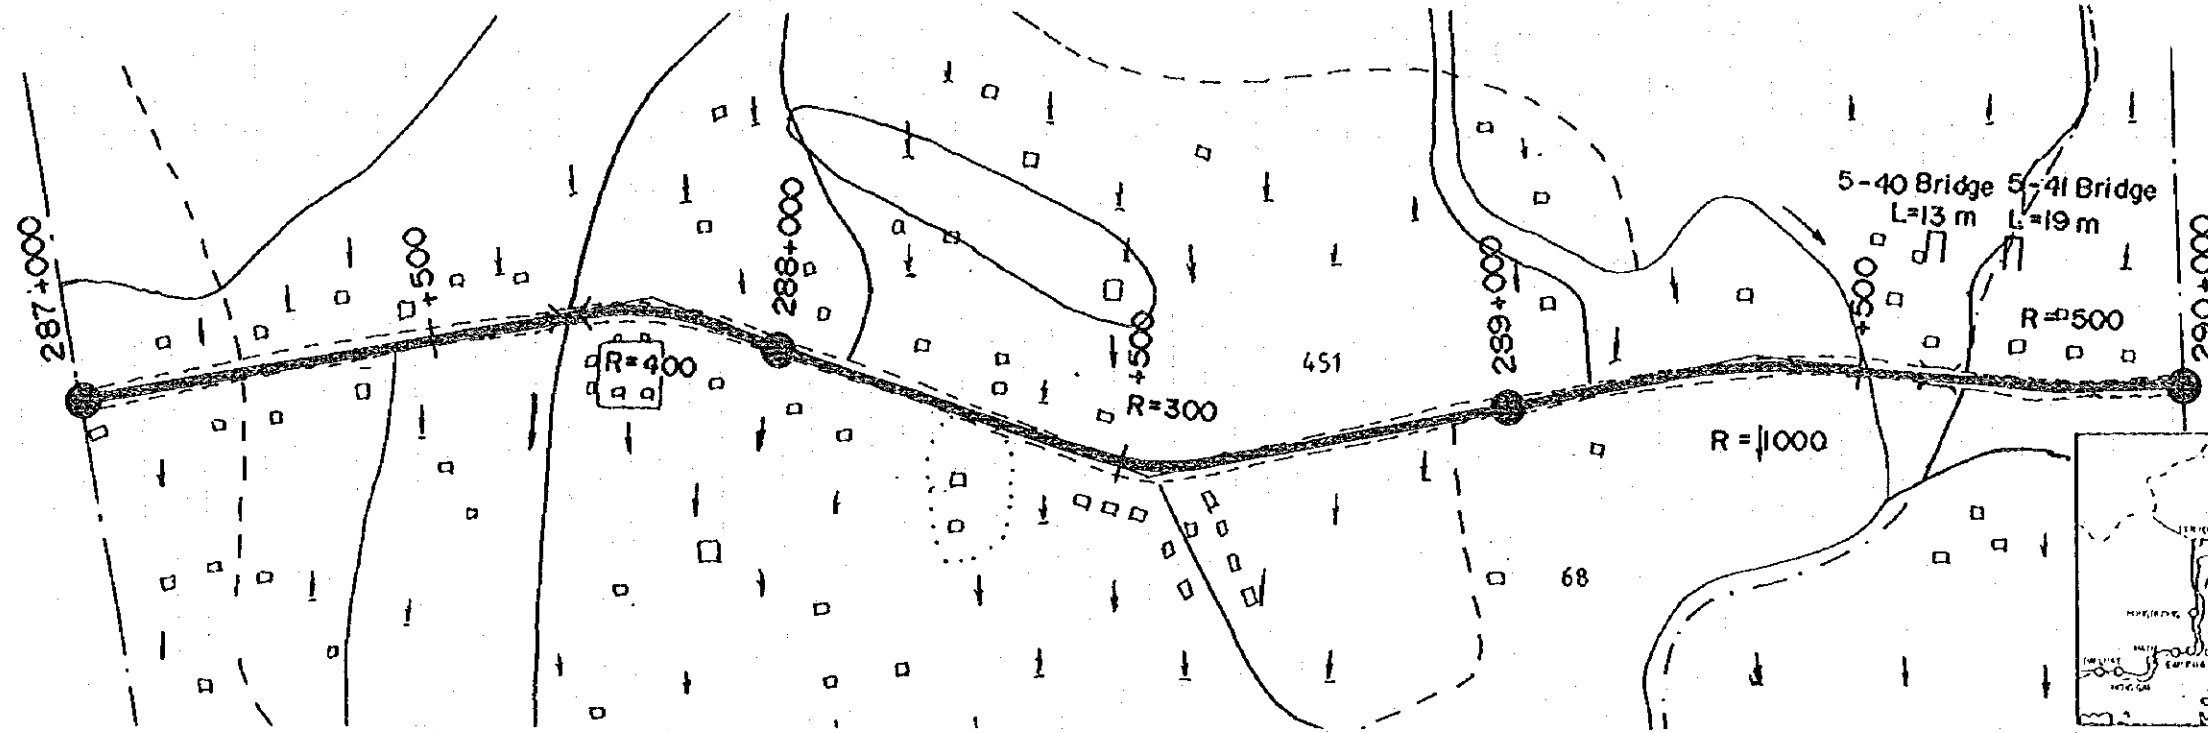 287+000
+500
R=400
288+000
+500
R=300
451
289+000
68
R=1000
+500
5-40 Bridge
L=13 m
5-41 Bridge
L=19 m
R=500
290+000